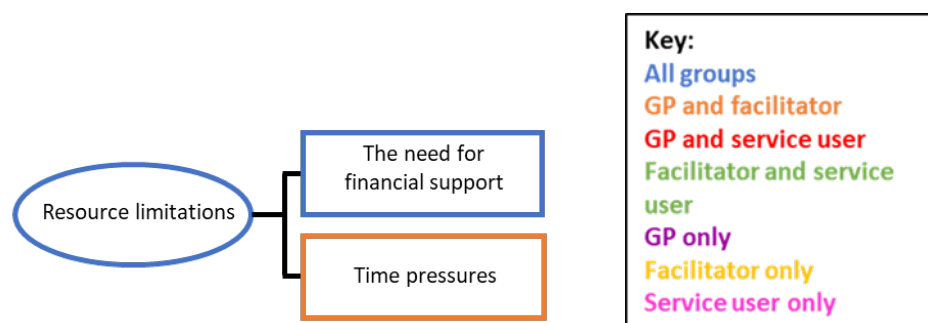 Resource limitations
The need for
financial support
Time pressures
Key:
All groups
GP and facilitator
GP and service user
Facilitator and service
user
GP only
Facilitator only
Service user only